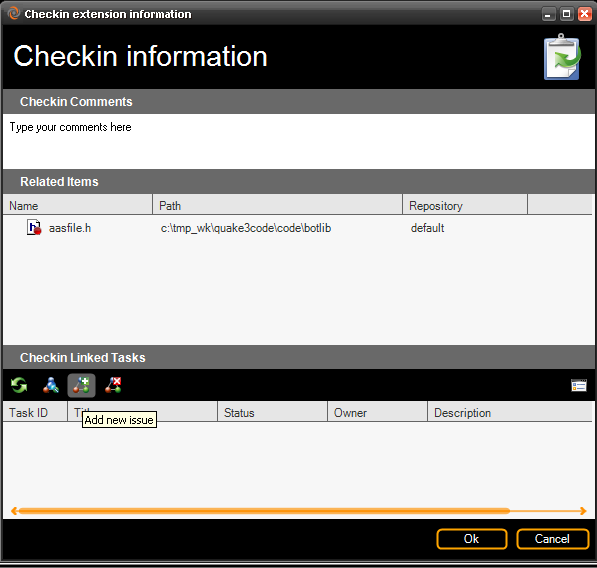 Checkin extension information
Checkin information
Checkin Comments
Type your comments here
Related Items
Name Path Repository
aasfile.h c:\tmp_wk\quake3code\code\botlib default
Checkin Linked Tasks
Task ID Status Owner Description
Add new issue
Ok Cancel